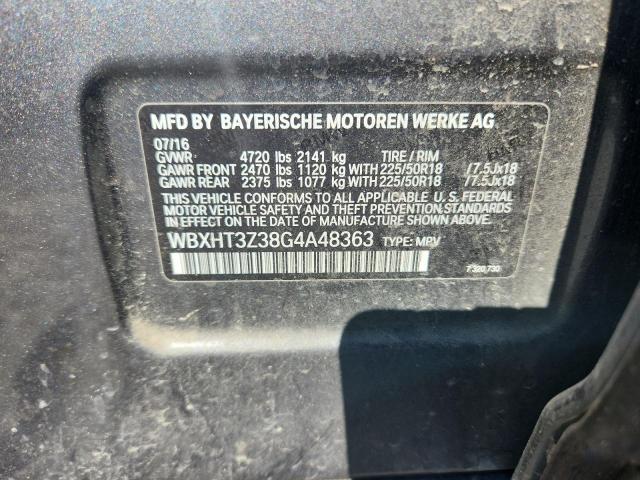 MFD BY BAYERISCHE MOTOREN WERKE AG
07/16
GVWR: 4720 lbs 2141 kg TIRE / RIM
GAWR FRONT 2470 lbs 1120 kg WITH 225/50R18 /7.5Jx18
GAWR REAR 2375 lbs 1077 kg WITH 225/50R18 /7.5Jx18
THIS VEHICLE CONFORMS TO ALL APPLICABLE U. S. FEDERAL
MOTOR VEHICLE SAFETY AND THEFT PREVENTION STANDARDS
IN EFFECT ON THE DATE OF MANUFACTURE SHOWN ABOVE.
WBXHT3Z38G4A48363 TYPE: MPV
7 320 730